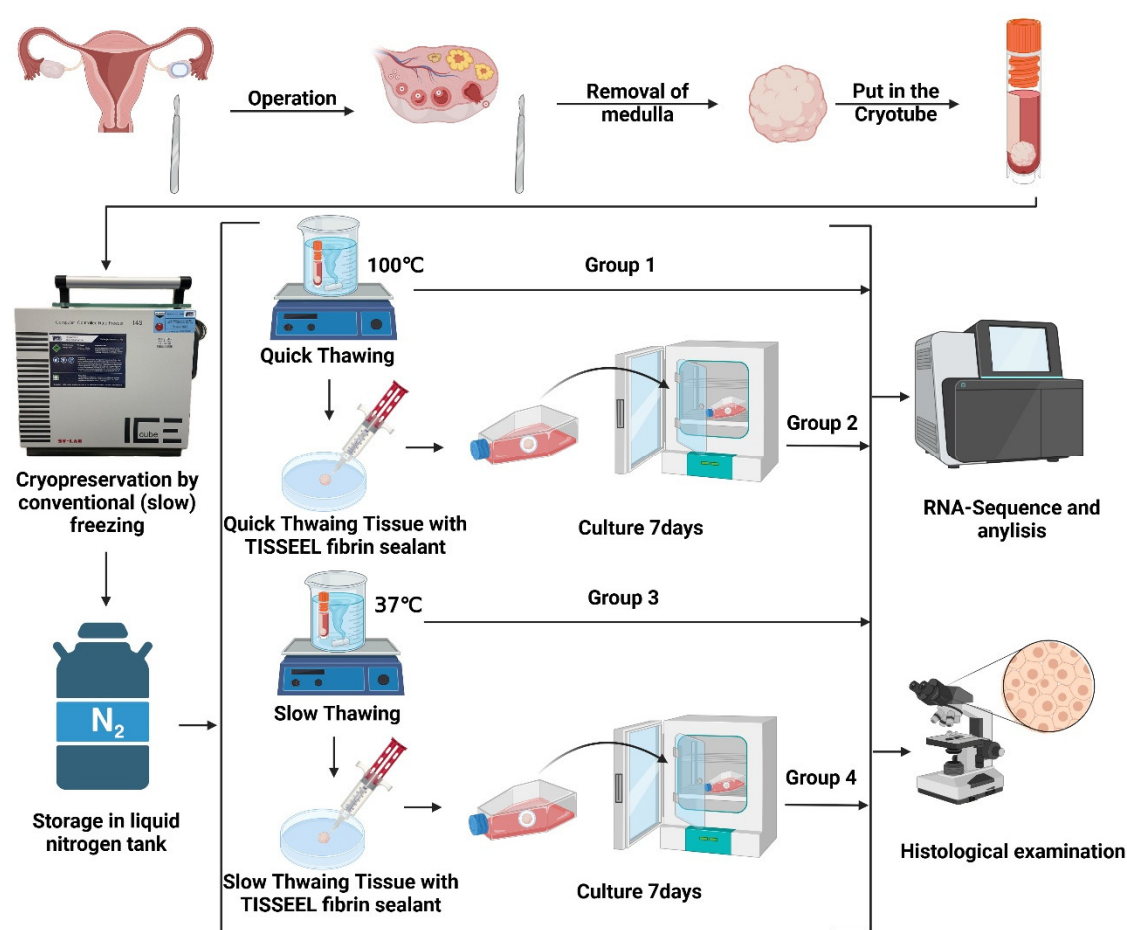 Operation
Removal of
medulla
Put in the
Cryotube
100℃
Group 1
Quick Thawing
ICE
cube
SY-LAB
Cryopreservation by
conventional (slow)
freezing
Group 2
Quick Thwaing Tissue with
TISSEEL fibrin sealant
Culture 7days
RNA-Sequence and
anylisis
37℃
Group 3
Slow Thawing
N2
Storage in liquid
nitrogen tank
Group 4
Slow Thwaing Tissue with
TISSEEL fibrin sealant
Culture 7days
Histological examination